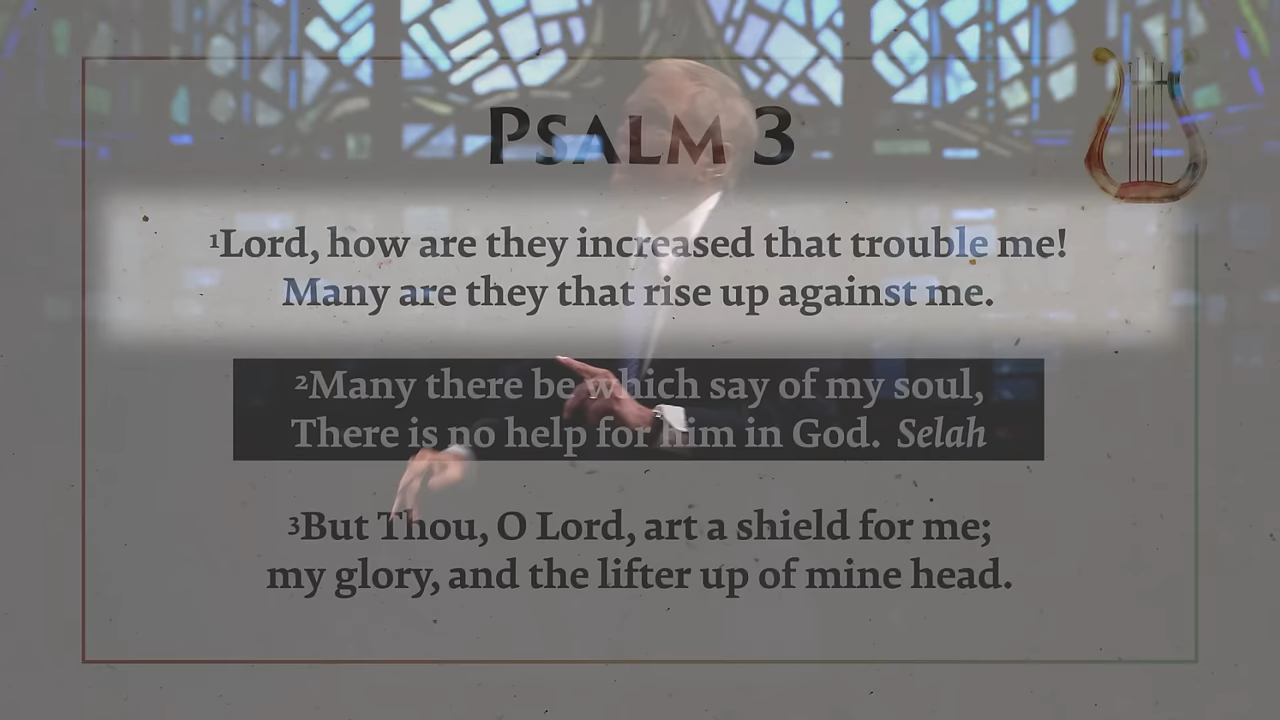 Psalm 3
¹Lord, how are they increased that trouble me!
Many are they that rise up against me.
²Many there be which say of my soul,
There is no help for him in God. Selah
³But Thou, O Lord, art a shield for me;
my glory, and the lifter up of mine head.